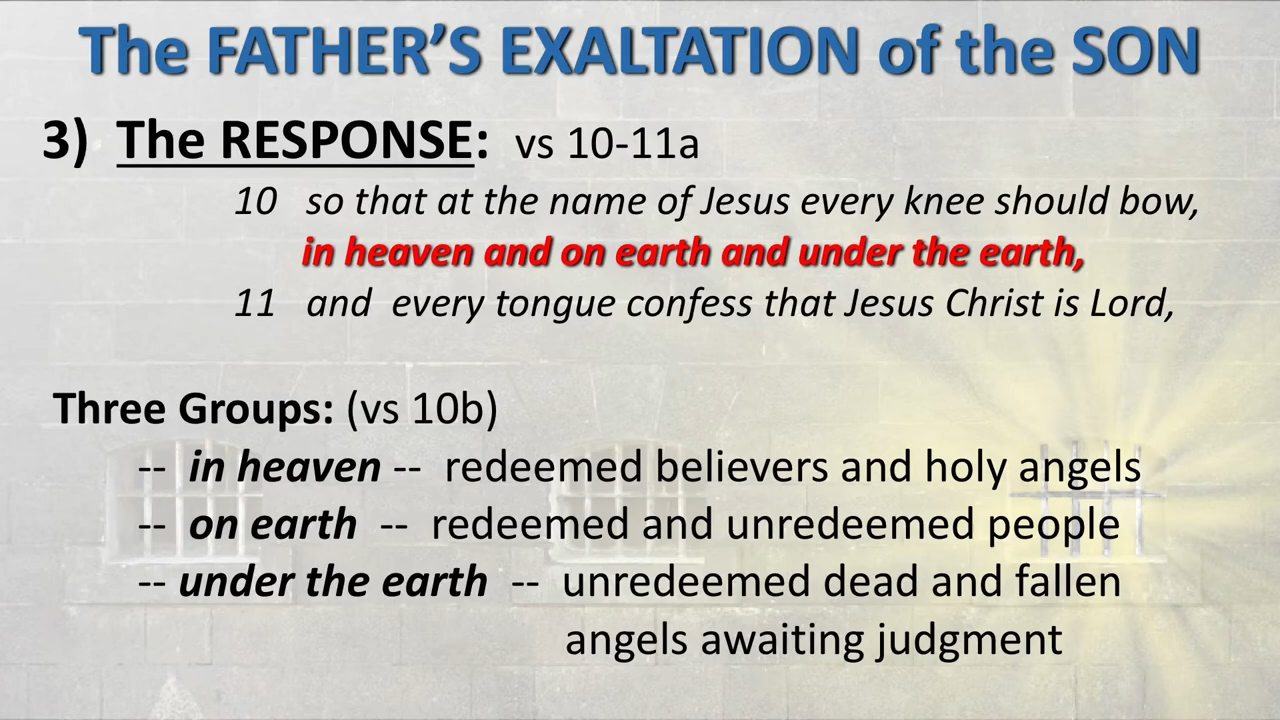 The FATHER’S EXALTATION of the SON
3) The RESPONSE: vs 10-11a
10 so that at the name of Jesus every knee should bow,
in heaven and on earth and under the earth,
11 and every tongue confess that Jesus Christ is Lord,
Three Groups: (vs 10b)
-- in heaven -- redeemed believers and holy angels
-- on earth -- redeemed and unredeemed people
-- under the earth -- unredeemed dead and fallen
angels awaiting judgment